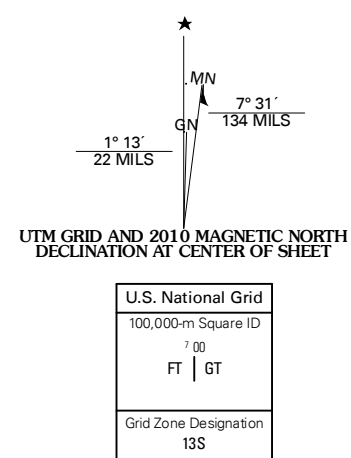 MN
GN
7° 31´
134 MILS
1° 13´
22 MILS
UTM GRID AND 2010 MAGNETIC NORTH
DECLINATION AT CENTER OF SHEET
U.S. National Grid
100,000-m Square ID
7 00
FT GT
Grid Zone Designation
13S